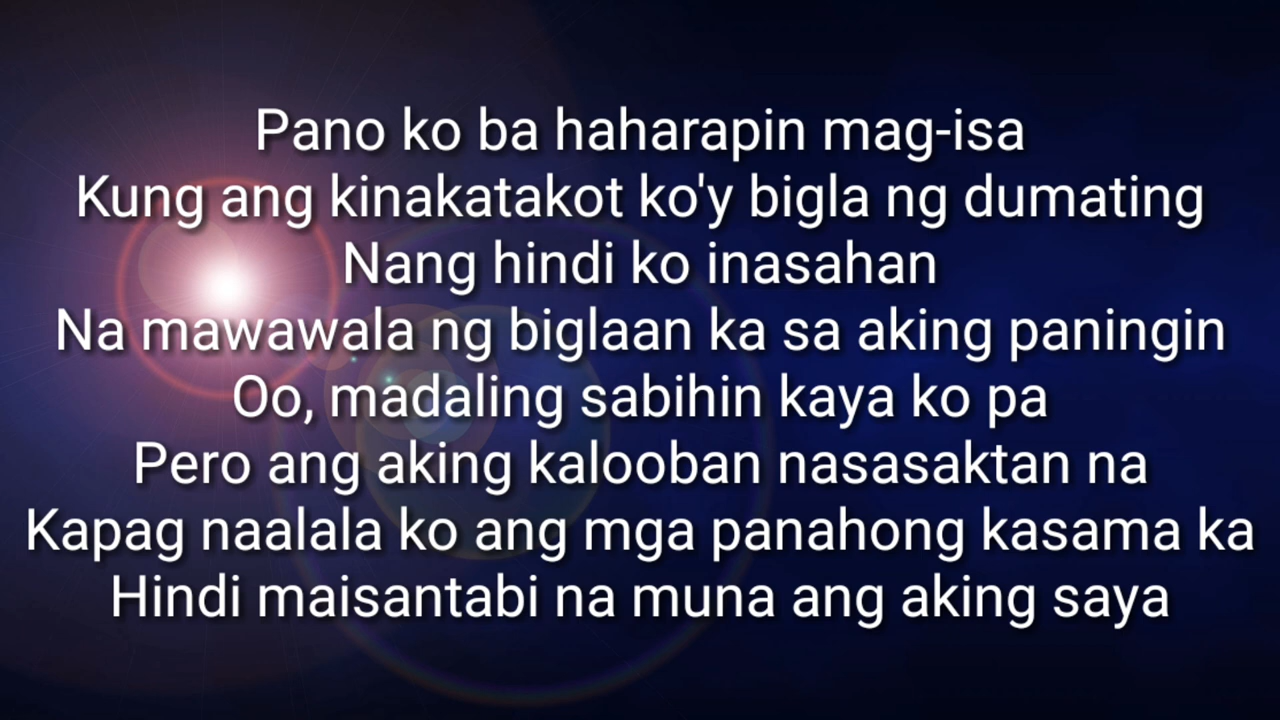 Pano ko ba haharapin mag-isa
Kung ang kinakatakot ko'y bigla ng dumating
Nang hindi ko inasahan
Na mawawala ng biglaan ka sa aking paningin
Oo, madaling sabihin kaya ko pa
Pero ang aking kalooban nasasaktan na
Kapag naalala ko ang mga panahong kasama ka
Hindi maisantabi na muna ang aking saya